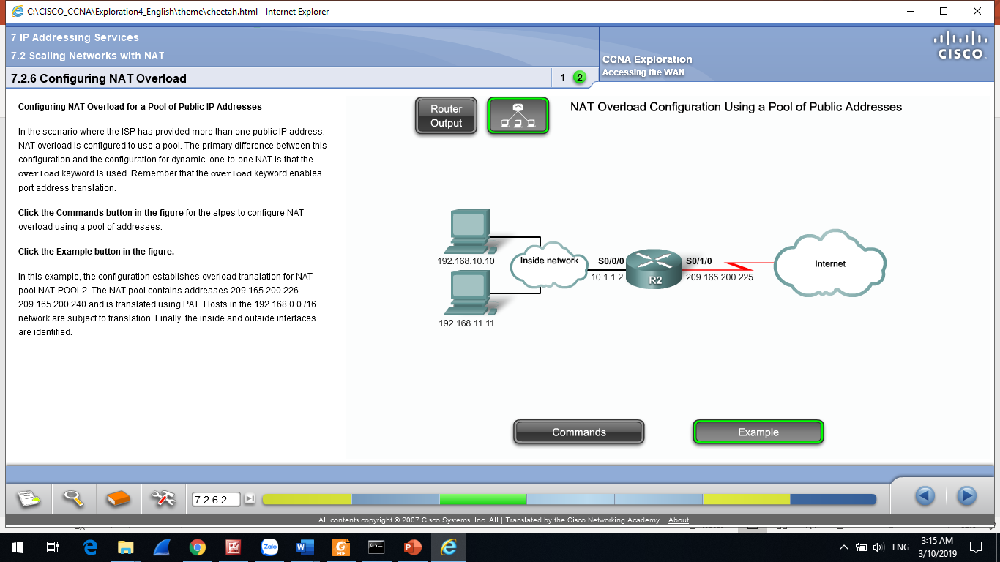 C:\CISCO_CCNA\Exploration4_English\theme\cheetah.html - Internet Explorer
7 IP Addressing Services
7.2 Scaling Networks with NAT
CCNA Exploration
Accessing the WAN
CISCO
7.2.6 Configuring NAT Overload
1 2
Configuring NAT Overload for a Pool of Public IP Addresses
In the scenario where the ISP has provided more than one public IP address,
NAT overload is configured to use a pool. The primary difference between this
configuration and the configuration for dynamic, one-to-one NAT is that the
overload keyword is used. Remember that the overload keyword enables
port address translation.
Click the Commands button in the figure for the stpes to configure NAT
overload using a pool of addresses.
Click the Example button in the figure.
In this example, the configuration establishes overload translation for NAT
pool NAT-POOL2. The NAT pool contains addresses 209.165.200.226 -
209.165.200.240 and is translated using PAT. Hosts in the 192.168.0.0 /16
network are subject to translation. Finally, the inside and outside interfaces
are identified.
Router
Output
NAT Overload Configuration Using a Pool of Public Addresses
192.168.10.10
192.168.11.11
Inside network
S0/0/0
10.1.1.2
R2
S0/1/0
209.165.200.225
Internet
Commands
Example
7.2.6.2
All contents copyright © 2007 Cisco Systems, Inc. All | Translated by the Cisco Networking Academy. | About
Zalo
PDF
ENG
3:15 AM
3/10/2019